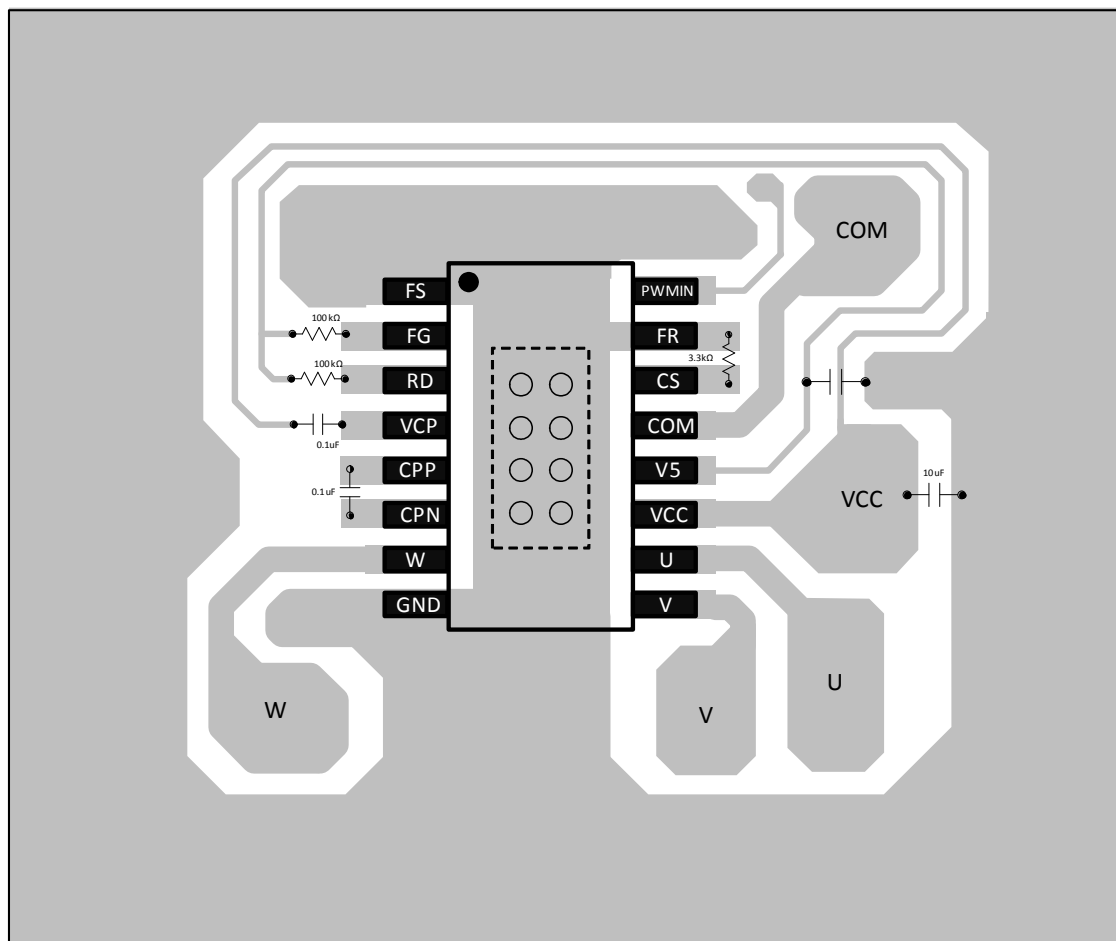 COM
FS
PWMIN
100 kΩ
FG
FR
3.3kΩ
100 kΩ
RD
CS
VCP
COM
0.1uF
CPP
V5
10 uF
0.1 uF
CPN
VCC
VCC
W
U
GND
V
W
V
U